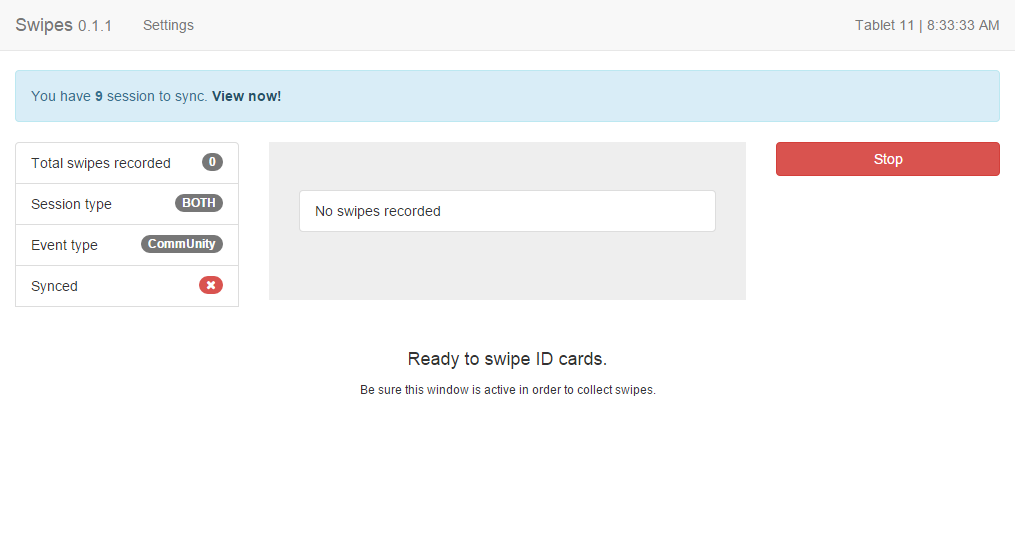 Swipes 0.1.1 Settings Tablet 11 | 8:33:33 AM
You have 9 session to sync. View now!
Total swipes recorded 0
Session type BOTH
Event type CommUnity
Synced
No swipes recorded
Stop
Ready to swipe ID cards.
Be sure this window is active in order to collect swipes.